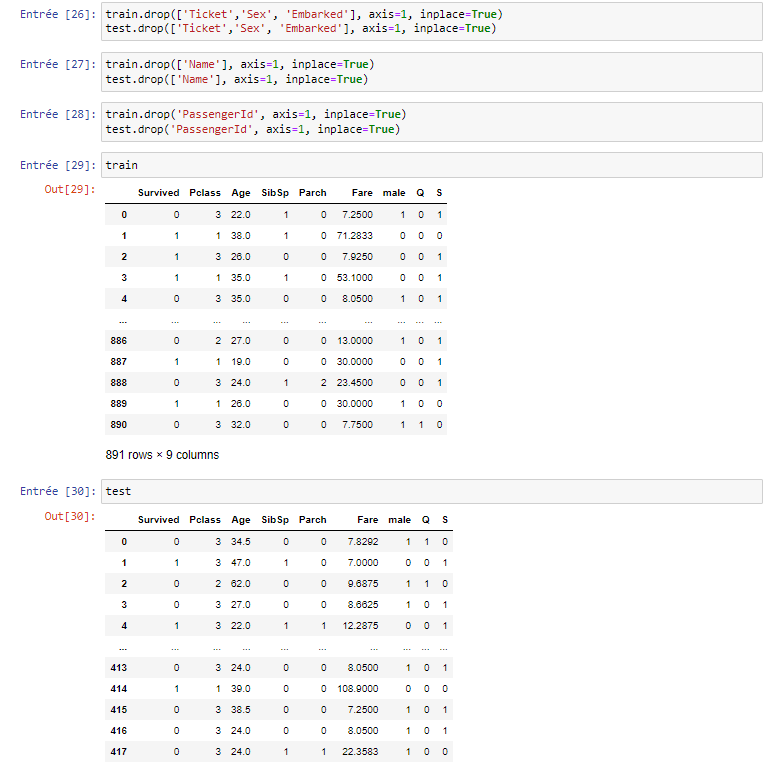 Entrée [26]: train.drop(['Ticket','Sex', 'Embarked'], axis=1, inplace=True)
test.drop(['Ticket','Sex', 'Embarked'], axis=1, inplace=True)
Entrée [27]: train.drop(['Name'], axis=1, inplace=True)
test.drop(['Name'], axis=1, inplace=True)
Entrée [28]: train.drop('PassengerId', axis=1, inplace=True)
test.drop('PassengerId', axis=1, inplace=True)
Entrée [29]: train
Out[29]: Survived Pclass Age SibSp Parch Fare male Q S
0 0 3 22.0 1 0 7.2500 1 0 1
1 1 1 38.0 1 0 71.2833 0 0 0
2 1 3 26.0 0 0 7.9250 0 0 1
3 1 1 35.0 1 0 53.1000 0 0 1
4 0 3 35.0 0 0 8.0500 1 0 1
... ... ... ... ... ... ... ... ... ...
886 0 2 27.0 0 0 13.0000 1 0 1
887 1 1 19.0 0 0 30.0000 0 0 1
888 0 3 24.0 1 2 23.4500 0 0 1
889 1 1 26.0 0 0 30.0000 1 0 0
890 0 3 32.0 0 0 7.7500 1 1 0
891 rows × 9 columns
Entrée [30]: test
Out[30]: Survived Pclass Age SibSp Parch Fare male Q S
0 0 3 34.5 0 0 7.8292 1 1 0
1 1 3 47.0 1 0 7.0000 0 0 1
2 0 2 62.0 0 0 9.6875 1 1 0
3 0 3 27.0 0 0 8.6625 1 0 1
4 1 3 22.0 1 1 12.2875 0 0 1
... ... ... ... ... ... ... ... ... ...
413 0 3 24.0 0 0 8.0500 1 0 1
414 1 1 39.0 0 0 108.9000 0 0 0
415 0 3 38.5 0 0 7.2500 1 0 1
416 0 3 24.0 0 0 8.0500 1 0 1
417 0 3 24.0 1 1 22.3583 1 0 0